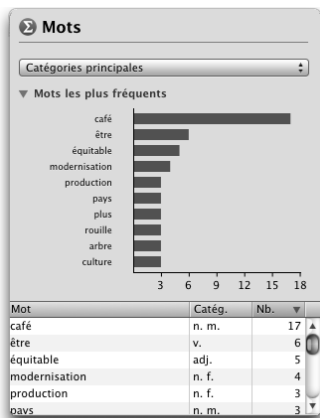 Σ Mots
Catégories principales
▼ Mots les plus fréquents
café
être
équitable
modernisation
production
pays
plus
rouille
arbre
culture
3 6 9 12 15 18
Mot Catég. Nb. ▼
café n. m. 17
être v. 6
équitable adj. 5
modernisation n. f. 4
production n. f. 3
pays n. m. 3